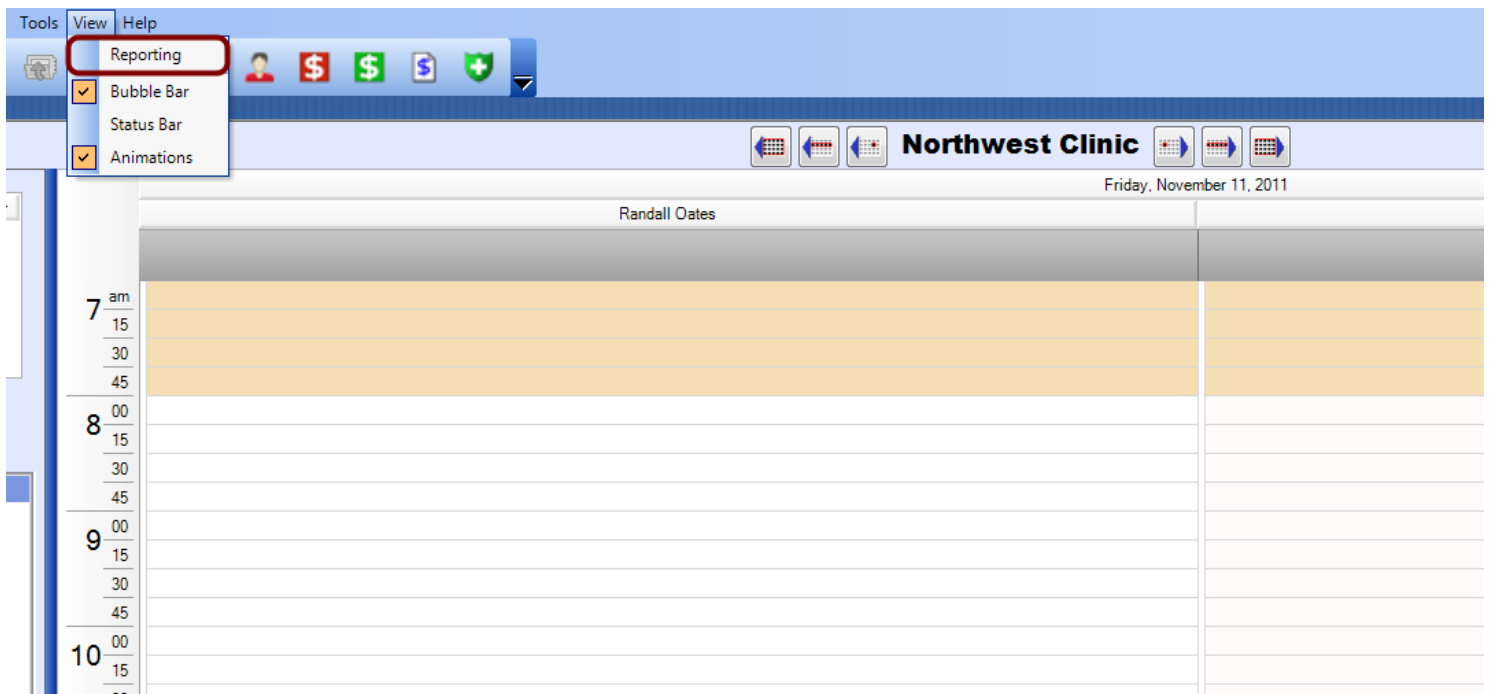 Tools View Help
Reporting
Bubble Bar
Status Bar
Animations
Northwest Clinic
Friday, November 11, 2011
Randall Oates
7 am
15
30
45
8 00
15
30
45
9 00
15
30
45
10 00
15